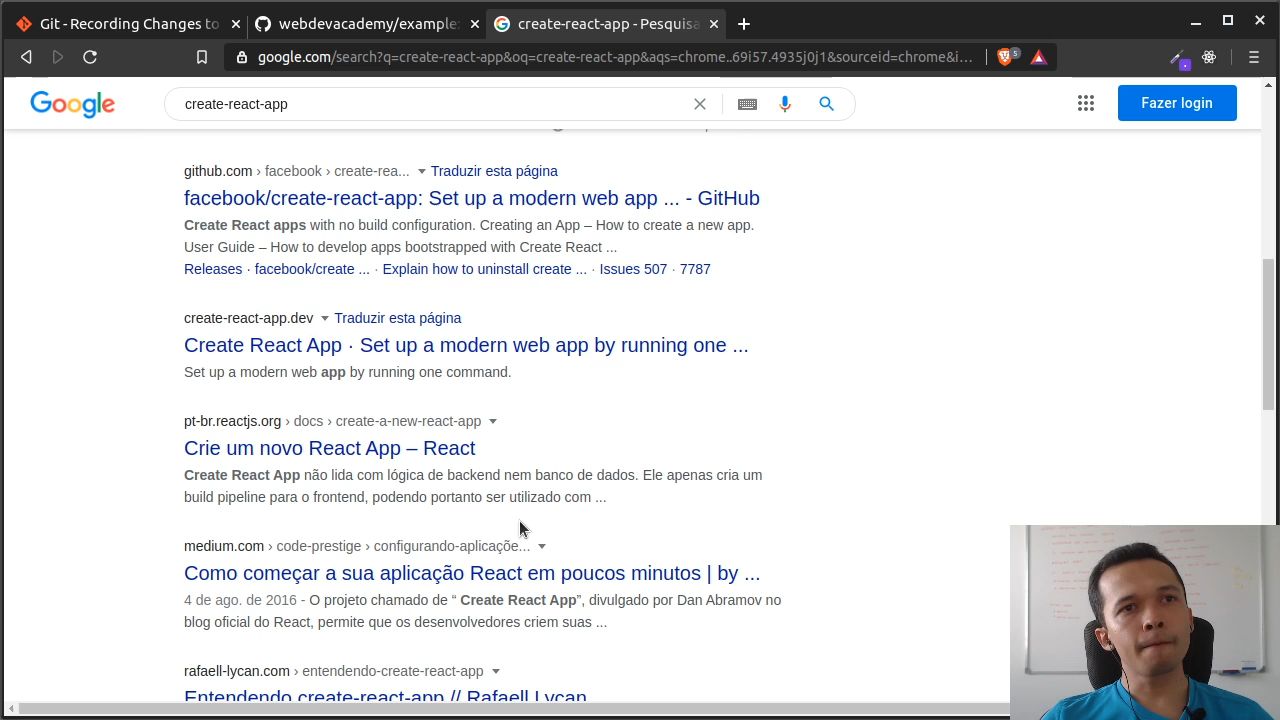 Git - Recording Changes to
webdevacademy/example
create-react-app - Pesquisa
google.com/search?q=create-react-app&oq=create-react-app&aqs=chrome..69i57.4935j0j1&sourceid=chrome&i…
5
Google
create-react-app
Fazer login
github.com › facebook › create-rea... Traduzir esta página
facebook/create-react-app: Set up a modern web app ... - GitHub
Create React apps with no build configuration. Creating an App – How to create a new app.
User Guide – How to develop apps bootstrapped with Create React ...
Releases · facebook/create ... · Explain how to uninstall create ... · Issues 507 · 7787
create-react-app.dev Traduzir esta página
Create React App · Set up a modern web app by running one ...
Set up a modern web app by running one command.
pt-br.reactjs.org › docs › create-a-new-react-app
Crie um novo React App – React
Create React App não lida com lógica de backend nem banco de dados. Ele apenas cria um
build pipeline para o frontend, podendo portanto ser utilizado com ...
medium.com › code-prestige › configurando-aplicaçõe...
Como começar a sua aplicação React em poucos minutos | by ...
4 de ago. de 2016 - O projeto chamado de “ Create React App”, divulgado por Dan Abramov no
blog oficial do React, permite que os desenvolvedores criem suas ...
rafaell-lycan.com › entendendo-create-react-app
Entendendo create-react-app // Rafaell Lycan